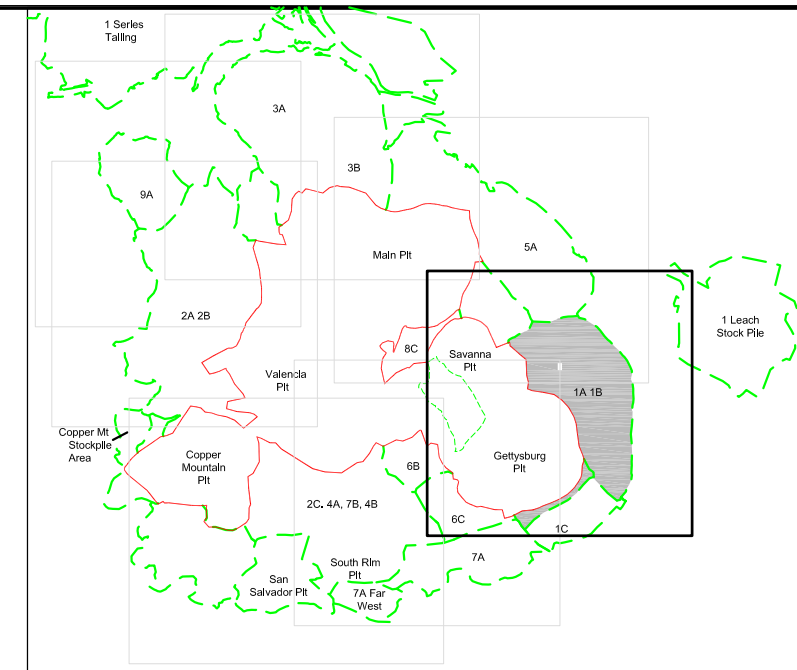 1 Series
Tailing
3A
3B
9A
5A
Main Pit
2A 2B
1 Leach
Stock Pile
8C
Savanna
Pit
Valencia
Pit
1A 1B
Copper Mt
Stockpile
Area
Copper
Mountain
Pit
Gettysburg
Pit
6B
2C. 4A, 7B, 4B
6C
1C
7A
South Rim
Pit
San
Salvador Pit
7A Far
West